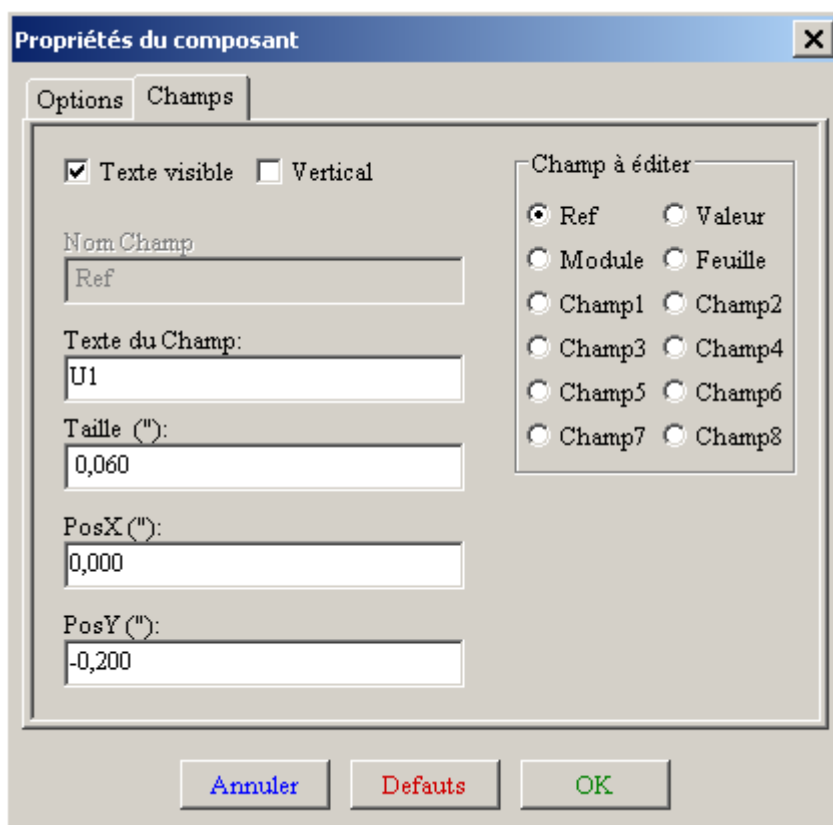 Propriétés du composant
Options Champs
Texte visible Vertical
Nom Champ
Ref
Texte du Champ:
U1
Taille ("):
0,060
PosX ("):
0,000
PosY ("):
-0,200
Champ à éditer
Ref Valeur
Module Feuille
Champ1 Champ2
Champ3 Champ4
Champ5 Champ6
Champ7 Champ8
Annuler Defauts OK